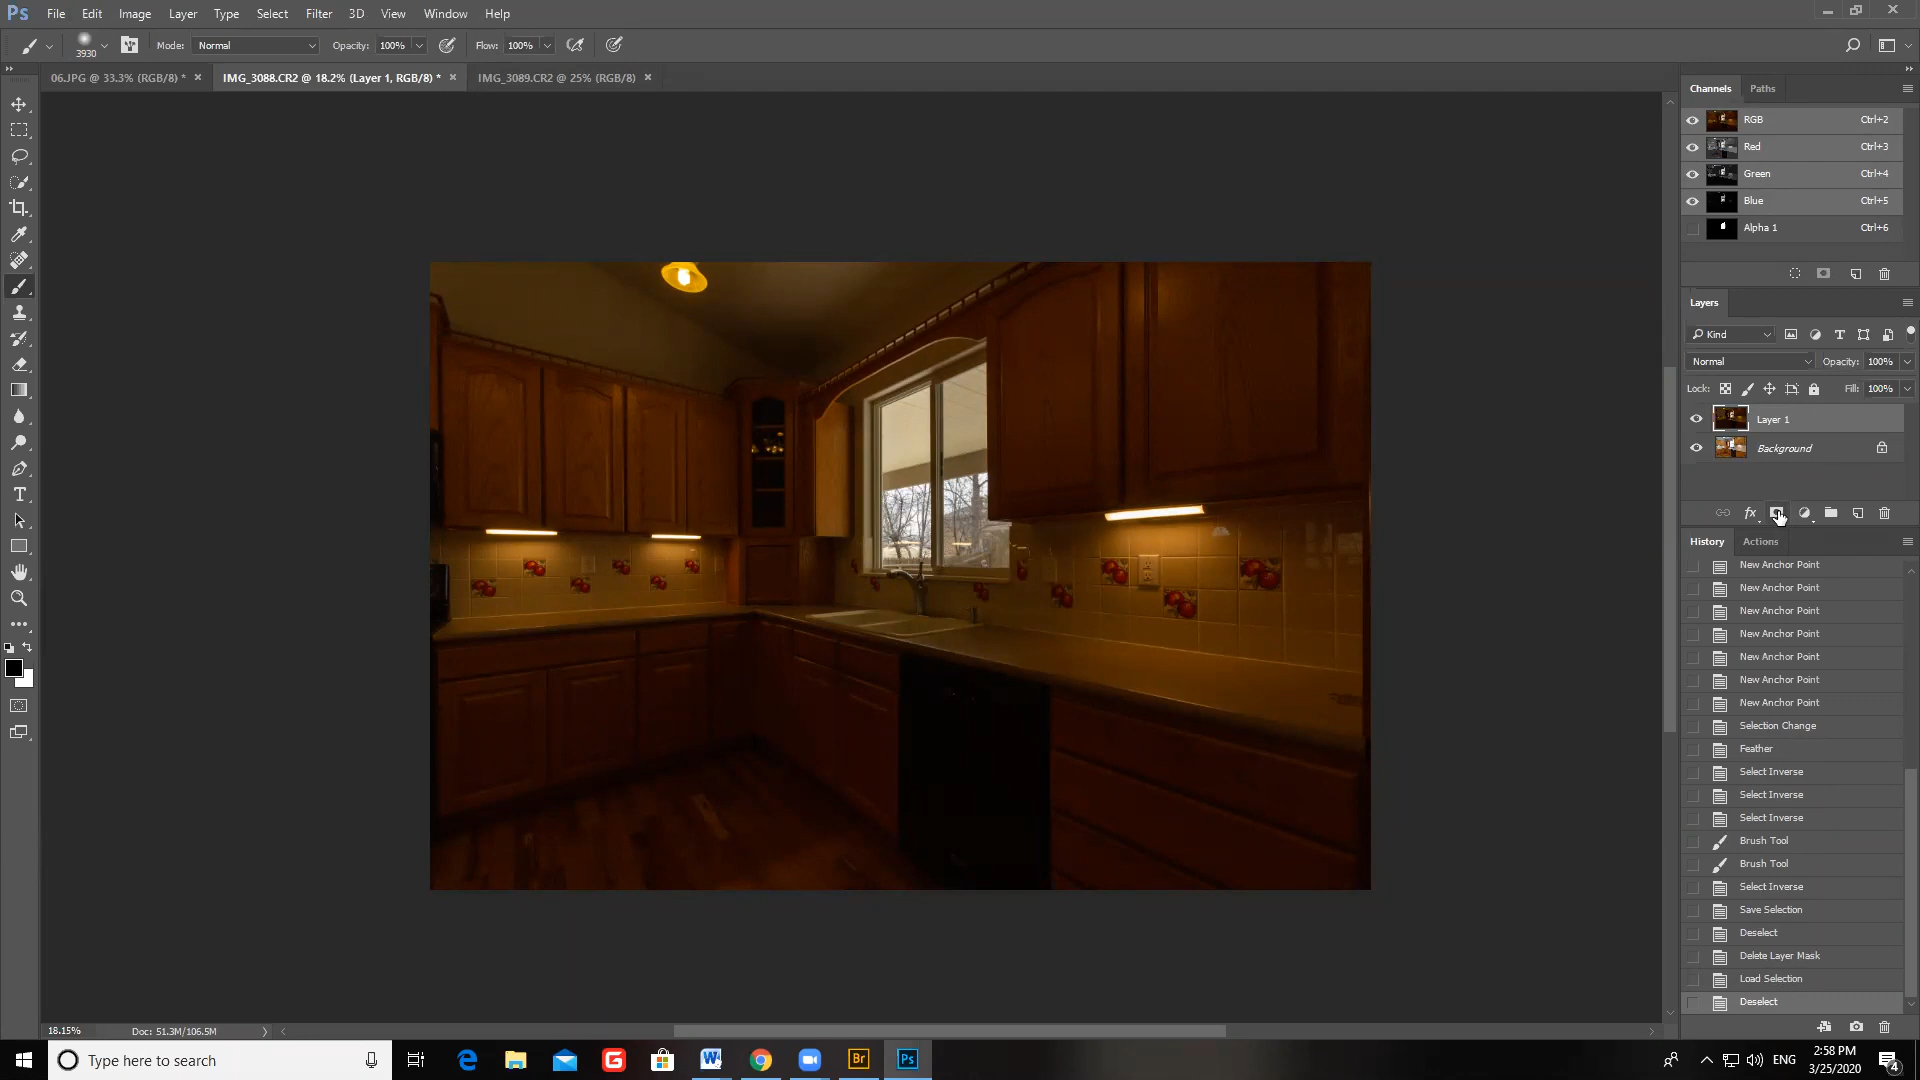 Ps File Edit Image Layer Type Select Filter 3D View Window Help
3930 Mode: Normal Opacity: 100% Flow: 100%
06.JPG @ 33.3% (RGB/8) * × IMG_3088.CR2 @ 18.2% (Layer 1, RGB/8) * × IMG_3089.CR2 @ 25% (RGB/8) ×
Channels Paths
RGB Ctrl+2
Red Ctrl+3
Green Ctrl+4
Blue Ctrl+5
Alpha 1 Ctrl+6
Layers
Kind
Normal Opacity: 100%
Lock: Fill: 100%
Layer 1
Background
fx
History Actions
New Anchor Point
New Anchor Point
New Anchor Point
New Anchor Point
New Anchor Point
New Anchor Point
New Anchor Point
Selection Change
Feather
Select Inverse
Select Inverse
Select Inverse
Brush Tool
Brush Tool
Select Inverse
Save Selection
Deselect
Delete Layer Mask
Load Selection
Deselect
18.15% Doc: 51.3M/106.5M
Type here to search
Br Ps
ENG
2:58 PM
3/25/2020
4